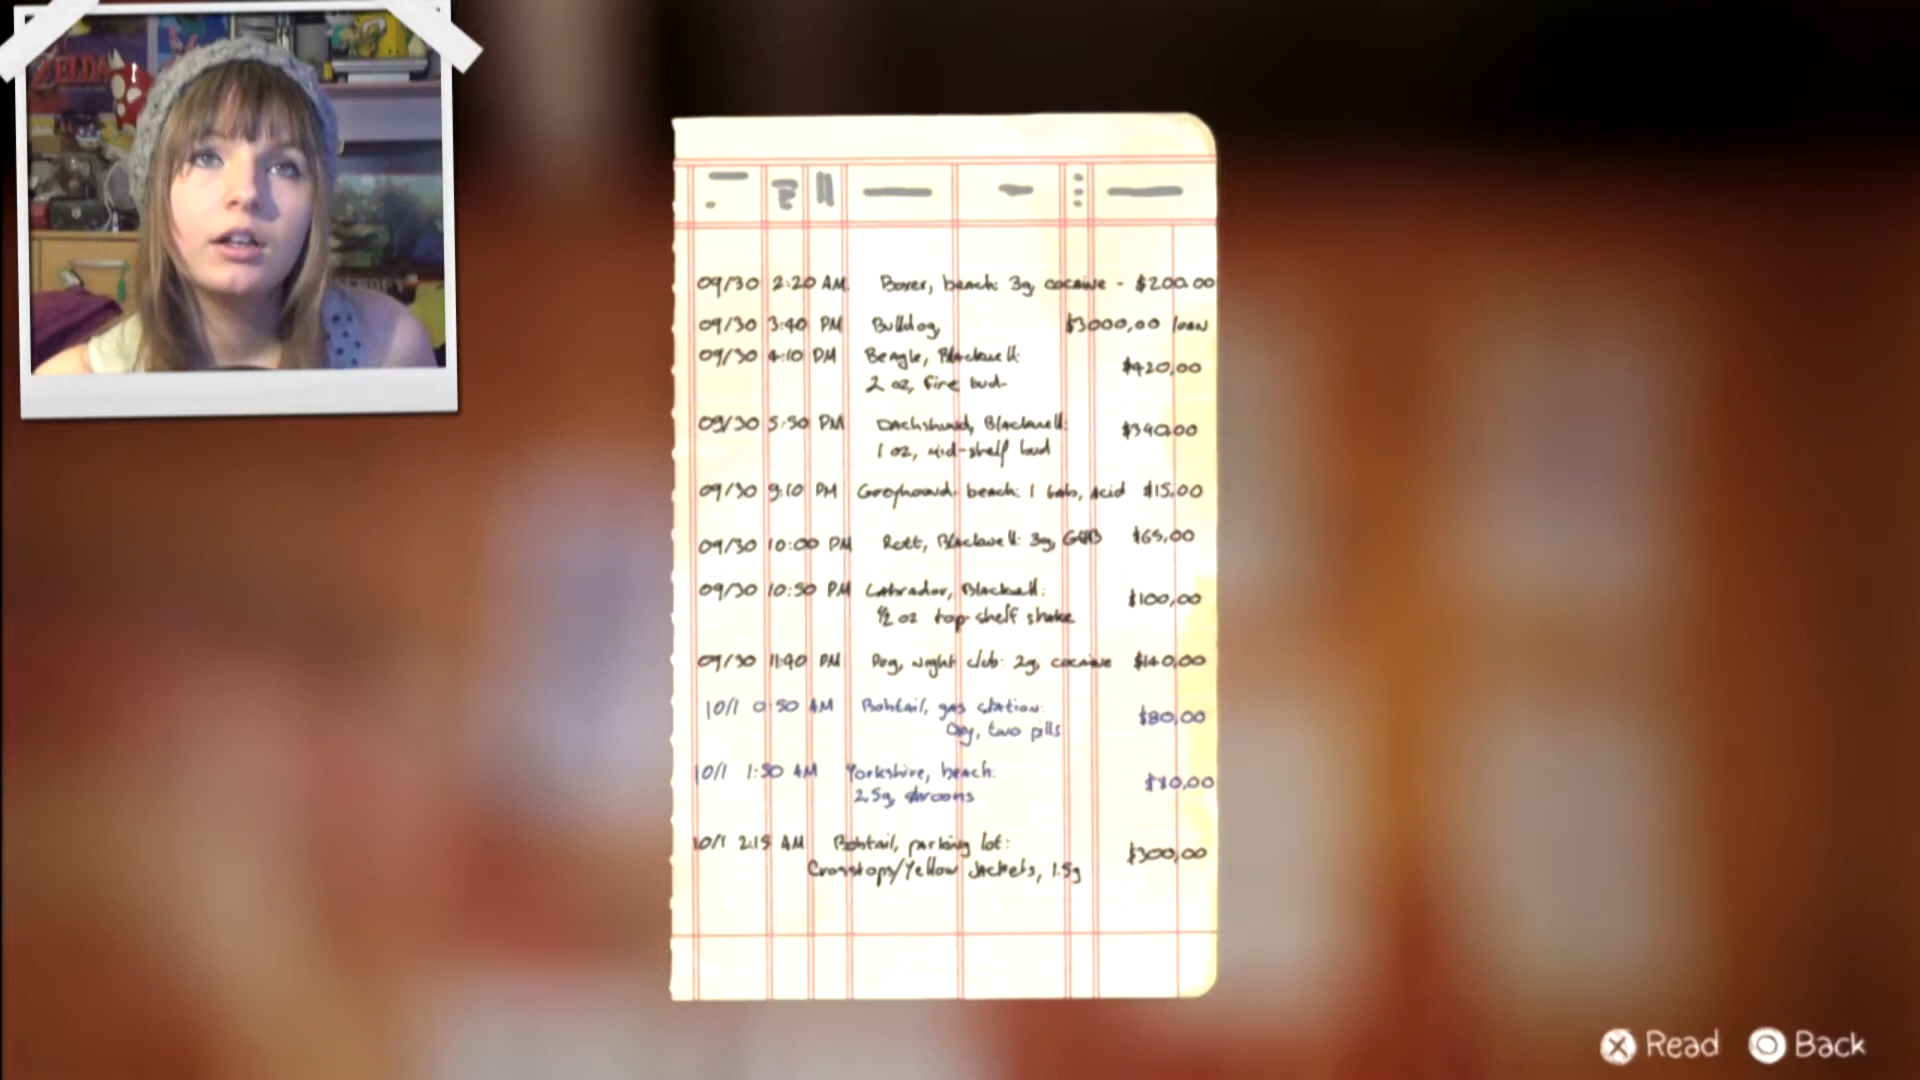 ZELDA
09/30 2:20 AM Boxer, beach: 3g, cocaine - $200.00
09/30 3:40 PM Bulldog, $3000,00 loan
09/30 4:10 PM Beagle, Blackwell:
2 oz, fire bud $420,00
09/30 5:50 PM Dachshund, Blackwell: $340.00
1 oz, mid-shelf bud
09/30 9:10 PM Greyhound beach: 1 tab, acid $15.00
09/30 10:00 PM Rott, Blackwell: 3g, GHB $65,00
09/30 10:50 PM Labrador, Blackwell: $100,00
1/2 oz top shelf shake
09/30 11:40 PM Pug, night club: 2g, cocaine $140,00
10/1 0:50 AM Bobtail, gas station: $80,00
Oxy, two pills
10/1 1:50 AM Yorkshire, beach:
2.5g, shrooms
10/1 2:15 AM Bobtail, parking lot: $300,00
Crosstops/Yellow Jackets, 1.5g
Read Back